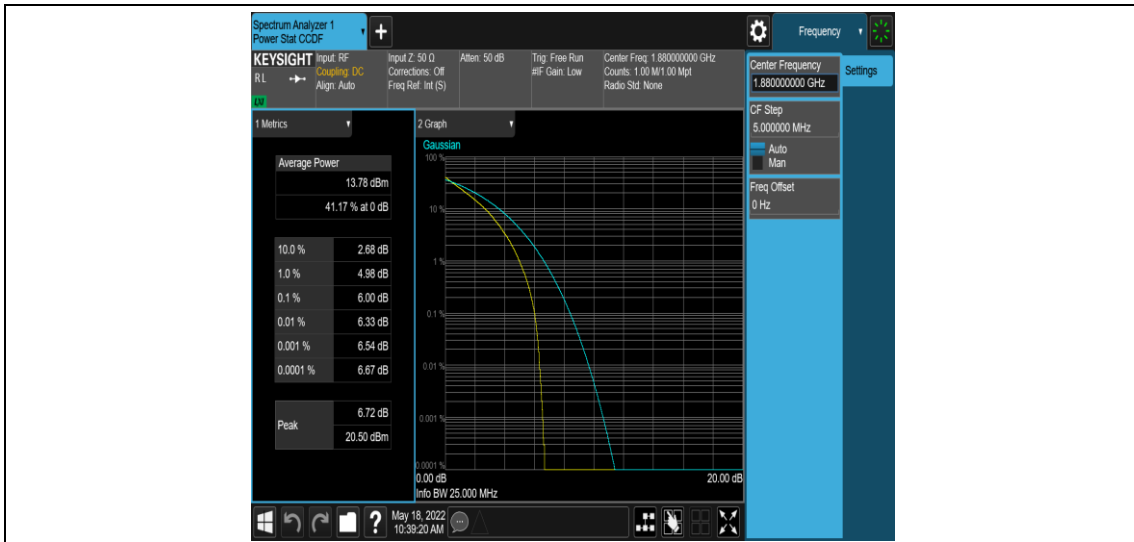 Spectrum Analyzer 1
Power Stat CCDF
+
Frequency
KEYSIGHT
RL
LXI
Input: RF
Coupling: DC
Align: Auto
Input Z: 50 Ω
Corrections: Off
Freq Ref: Int (S)
Atten: 50 dB
Trig: Free Run
#IF Gain: Low
Center Freq: 1.880000000 GHz
Counts: 1.00 M/1.00 Mpt
Radio Std: None
Center Frequency
1.880000000 GHz
Settings
CF Step
5.000000 MHz
Auto
Man
Freq Offset
0 Hz
1 Metrics
Average Power
13.78 dBm
41.17 % at 0 dB
10.0 % 2.68 dB
1.0 % 4.98 dB
0.1 % 6.00 dB
0.01 % 6.33 dB
0.001 % 6.54 dB
0.0001 % 6.67 dB
Peak
6.72 dB
20.50 dBm
2 Graph
Gaussian
100 %
10 %
1 %
0.1 %
0.01 %
0.001 %
0.0001 %
0.00 dB
20.00 dB
Info BW 25.000 MHz
?
May 18, 2022
10:39:20 AM